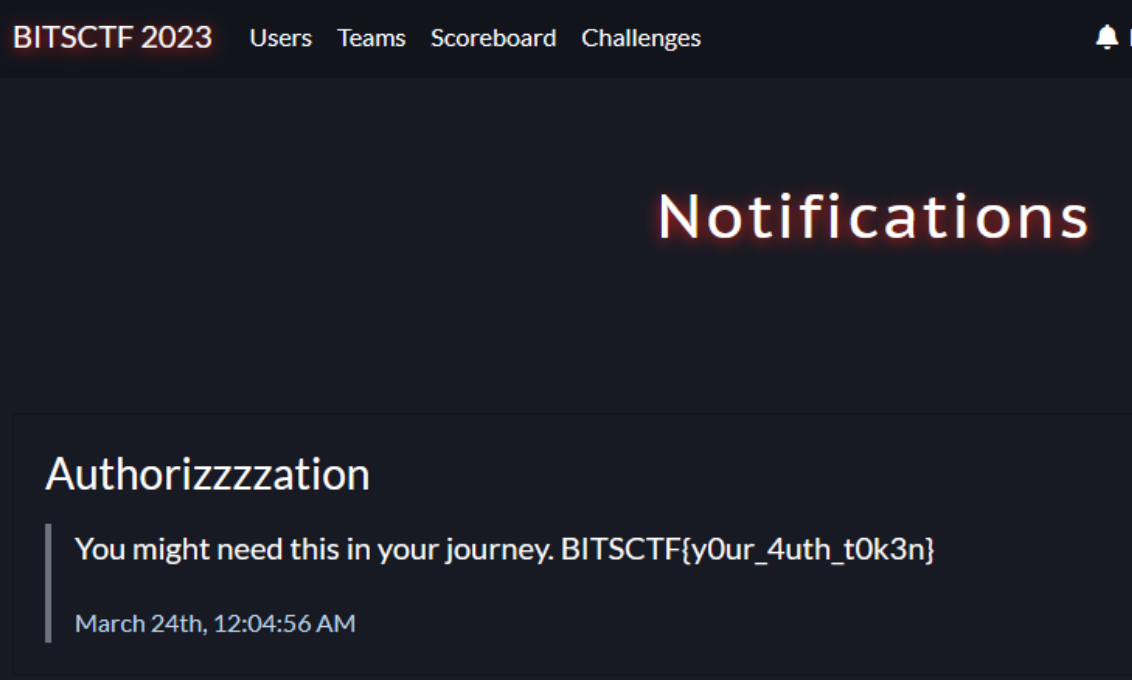 BITSCTF 2023 Users Teams Scoreboard Challenges
Notifications
Authorizzzzation
You might need this in your journey. BITSCTF{y0ur_4uth_t0k3n}
March 24th, 12:04:56 AM